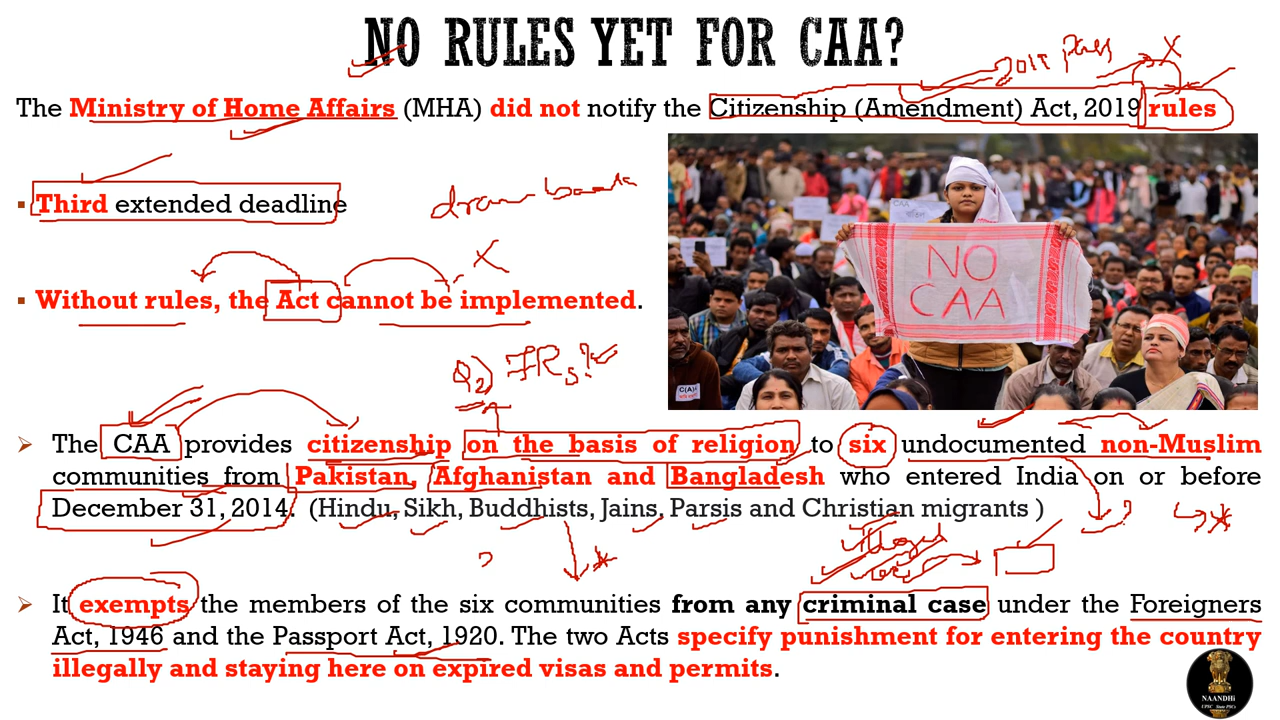 NO RULES YET FOR CAA?
The Ministry of Home Affairs (MHA) did not notify the Citizenship (Amendment) Act, 2019 rules
▪ Third extended deadline
▪ Without rules, the Act cannot be implemented.
NO
CAA
➢ The CAA provides citizenship on the basis of religion to six undocumented non-Muslim
communities from Pakistan, Afghanistan and Bangladesh who entered India on or before
December 31, 2014. (Hindu, Sikh, Buddhists, Jains, Parsis and Christian migrants )
➢ It exempts the members of the six communities from any criminal case under the Foreigners
Act, 1946 and the Passport Act, 1920. The two Acts specify punishment for entering the country
illegally and staying here on expired visas and permits.
NAANDHi
UPSC State PSCs